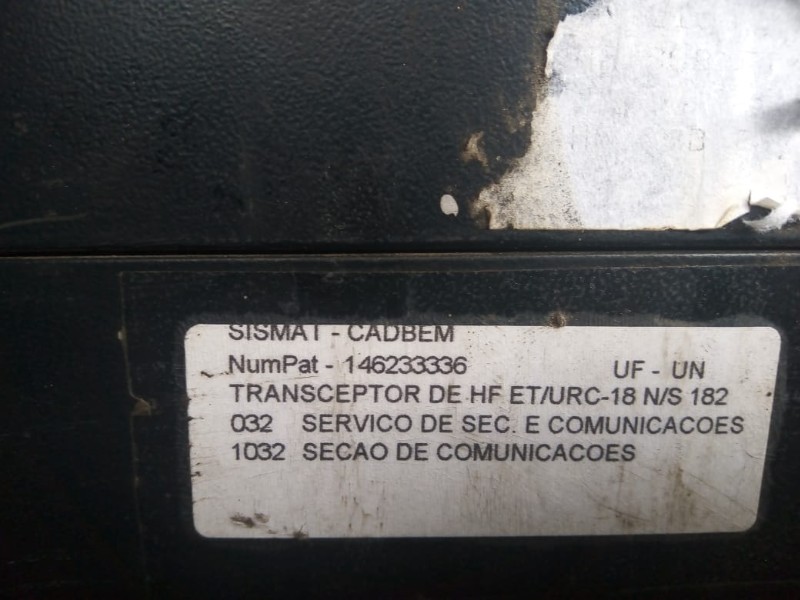 SISMAT - CADBEM
NumPat - 146233336 UF - UN
TRANSCEPTOR DE HF ET/URC-18 N/S 182
032 SERVICO DE SEC. E COMUNICACOES
1032 SECAO DE COMUNICACOES